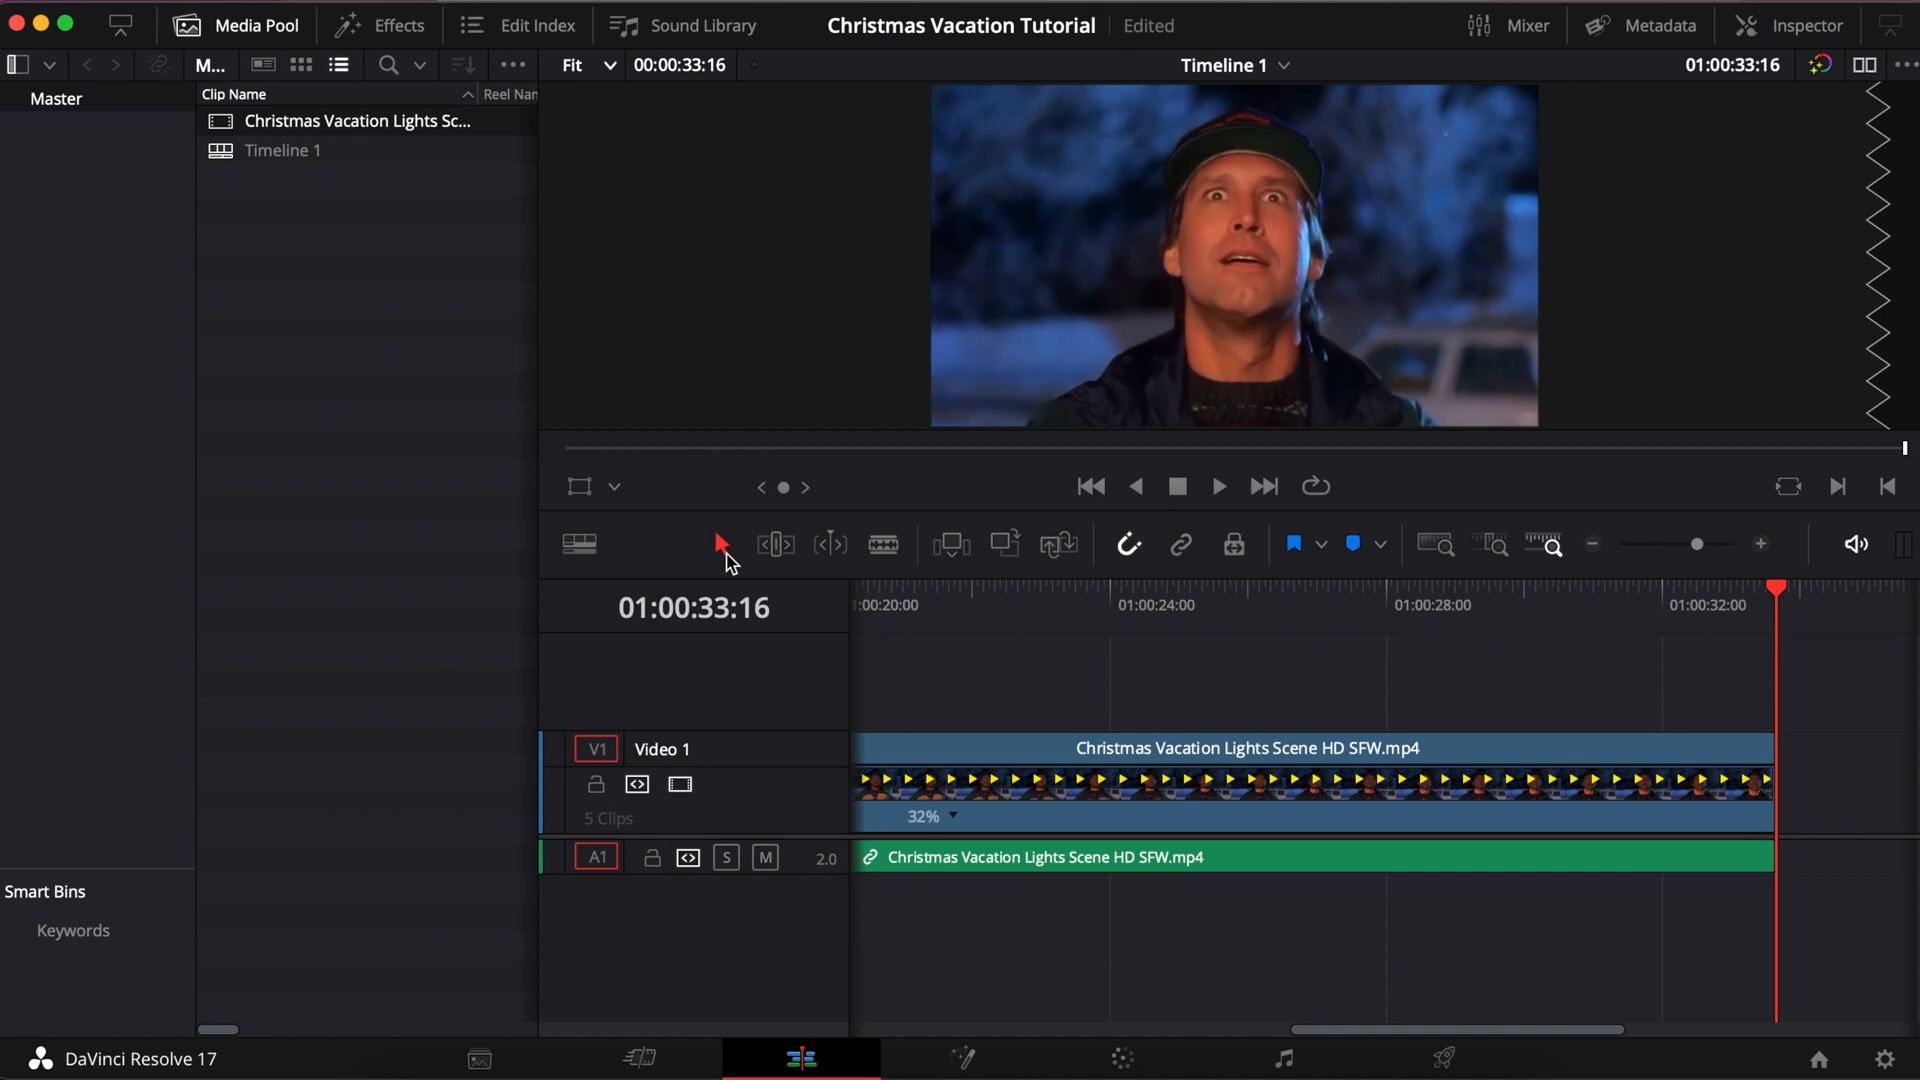 Media Pool
Effects
Edit Index
Sound Library
Christmas Vacation Tutorial
Edited
Mixer
Metadata
Inspector
M...
Fit
00:00:33:16
Timeline 1
01:00:33:16
Master
Clip Name
Reel Nar
Christmas Vacation Lights Sc...
Timeline 1
01:00:33:16
:00:20:00
01:00:24:00
01:00:28:00
01:00:32:00
V1
Video 1
Christmas Vacation Lights Scene HD SFW.mp4
5 Clips
32%
A1
S
M
2.0
Christmas Vacation Lights Scene HD SFW.mp4
Smart Bins
Keywords
DaVinci Resolve 17